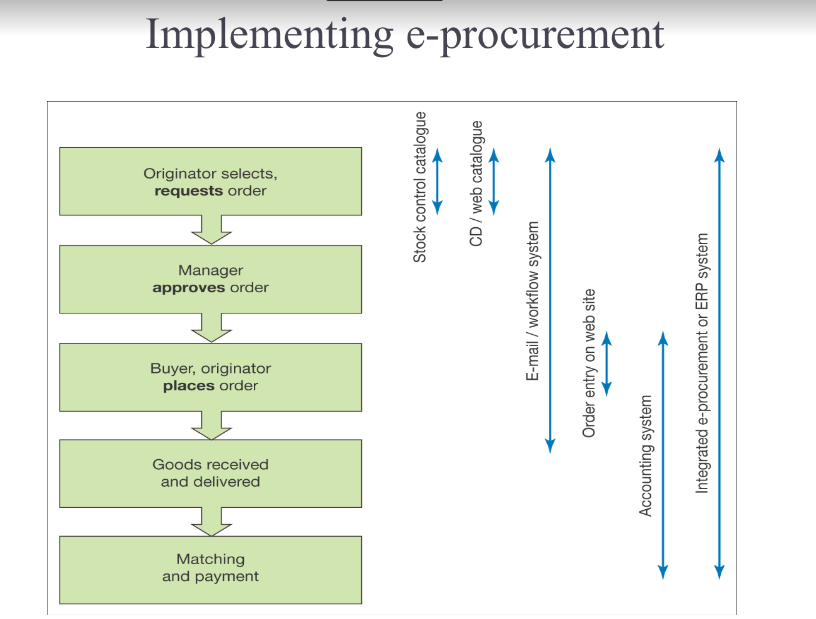 Implementing e-procurement
Originator selects,
requests order
Manager
approves order
Buyer, originator
places order
Goods received
and delivered
Matching
and payment
Stock control catalogue
CD / web catalogue
E-mail / workflow system
Order entry on web site
Accounting system
Integrated e-procurement or ERP system